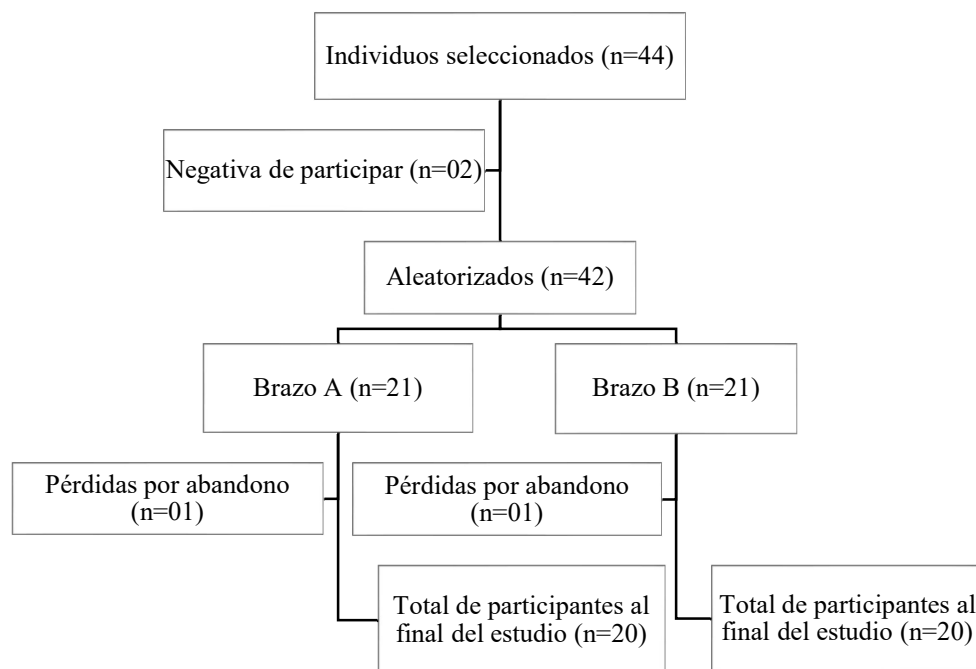 Individuos seleccionados (n=44)
Negativa de participar (n=02)
Aleatorizados (n=42)
Brazo A (n=21)
Brazo B (n=21)
Pérdidas por abandono
(n=01)
Pérdidas por abandono
(n=01)
Total de participantes al
final del estudio (n=20)
Total de participantes al
final del estudio (n=20)